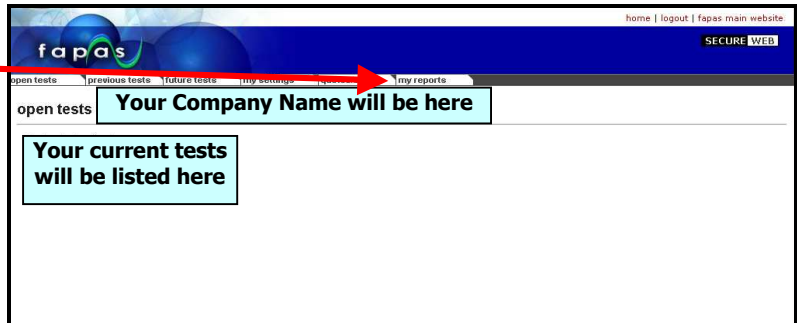 home | logout | fapas main website
fapas
SECURE WEB
open tests previous tests future tests my settings my reports
open tests
Your Company Name will be here
Your current tests
will be listed here